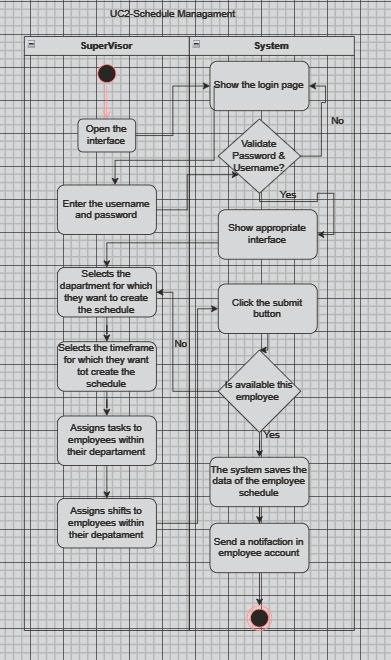 UC2-Schedule Managament
SuperVisor
System
Show the login page
Open the
interface
No
Validate
Password &
Username?
Enter the username
and password
Yes
Show appropriate
interface
Selects the
dapartment for which
they want to create
the schedule
Click the submit
button
No
Selects the timeframe
for which they want
tot create the
schedule
Is available this
employee
Yes
Assigns tasks to
employees within
their departament
The system saves the
data of the employee
schedule
Assigns shifts to
employees within
their depatament
Send a notifaction in
employee account